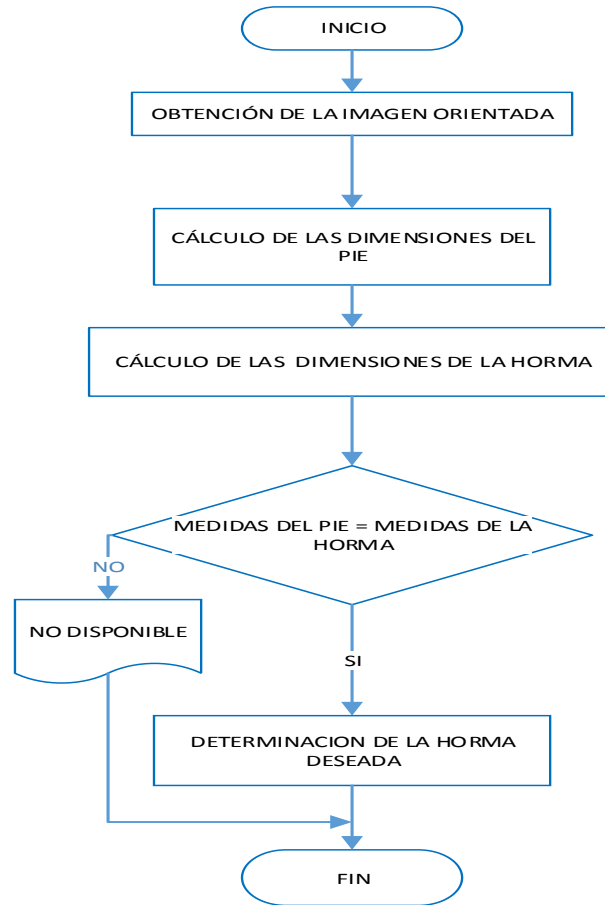 INICIO
OBTENCIÓN DE LA IMAGEN ORIENTADA
CÁLCULO DE LAS DIMENSIONES DEL
PIE
CÁLCULO DE LAS DIMENSIONES DE LA HORMA
MEDIDAS DEL PIE = MEDIDAS DE LA
HORMA
NO
NO DISPONIBLE
SI
DETERMINACION DE LA HORMA
DESEADA
FIN